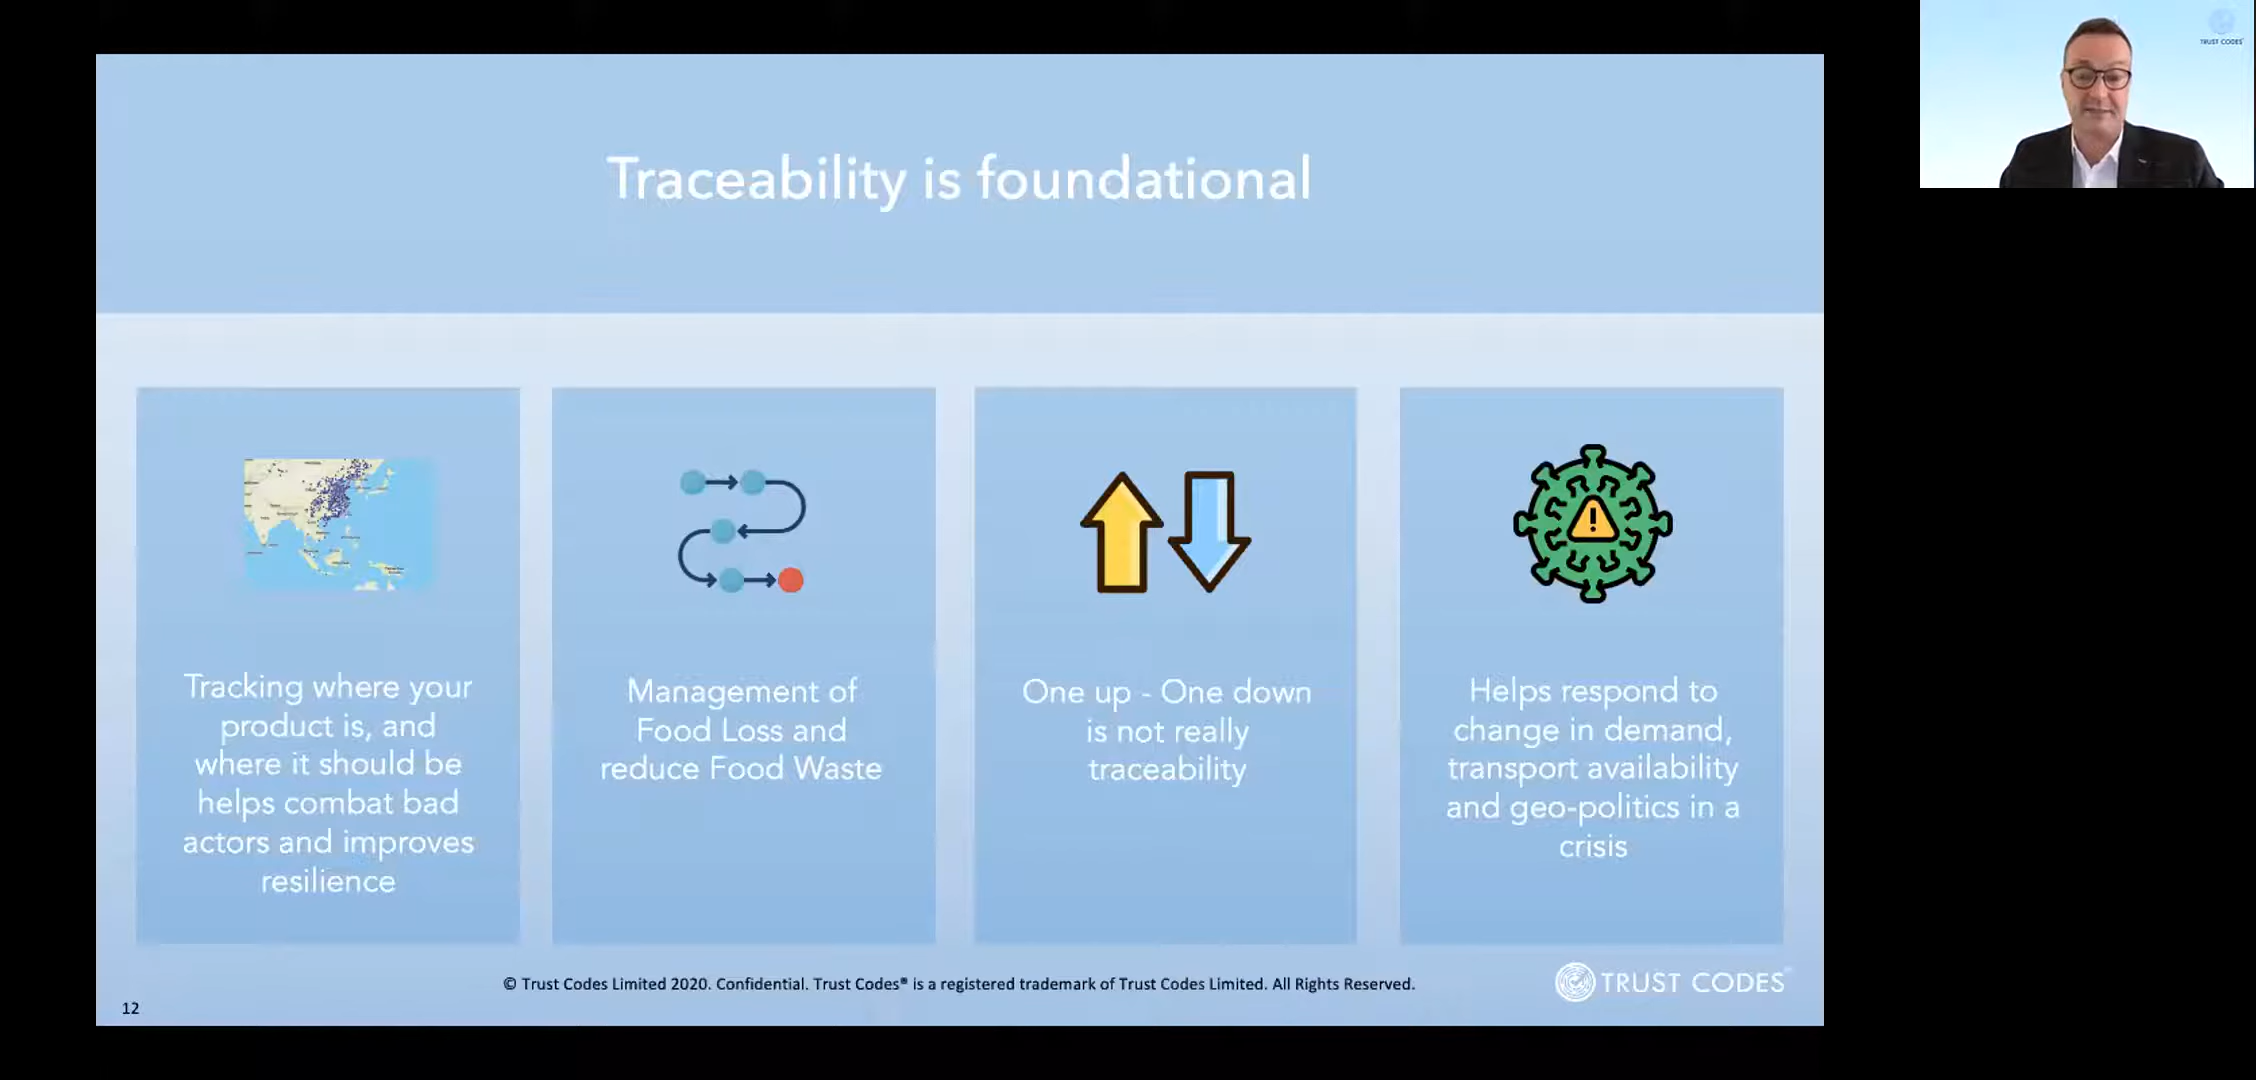 TRUST CODES
Traceability is foundational
Tracking where your
product is, and
where it should be
helps combat bad
actors and improves
resilience
Management of
Food Loss and
reduce Food Waste
One up - One down
is not really
traceability
Helps respond to
change in demand,
transport availability
and geo-politics in a
crisis
© Trust Codes Limited 2020. Confidential. Trust Codes® is a registered trademark of Trust Codes Limited. All Rights Reserved.
TRUST CODES
12